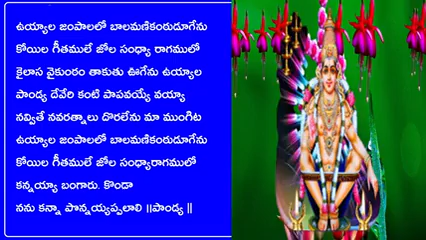 ఉయ్యాల జంపాలలో బాలమణికంఠుడూగేను
కోయిల గీతములే జోల సంధ్యా రాగములో
కైలాస వైకుంఠం తాకుతు ఊగేను ఉయ్యాల
పాండ్య దేవేరి కంటి పాపవయ్యే వయ్యా
నవ్వితే నవరత్నాలు దొరలేను మా ముంగిట
ఉయ్యాల జంపాలలో బాలమణికంఠుడూగేను
కోయిల గీతములే జోల సంధ్యారాగములో
కన్నయ్యా బంగారు. కొండా
నను కన్నా పొన్నయ్యప్పలాలి ||పాండ్య ||